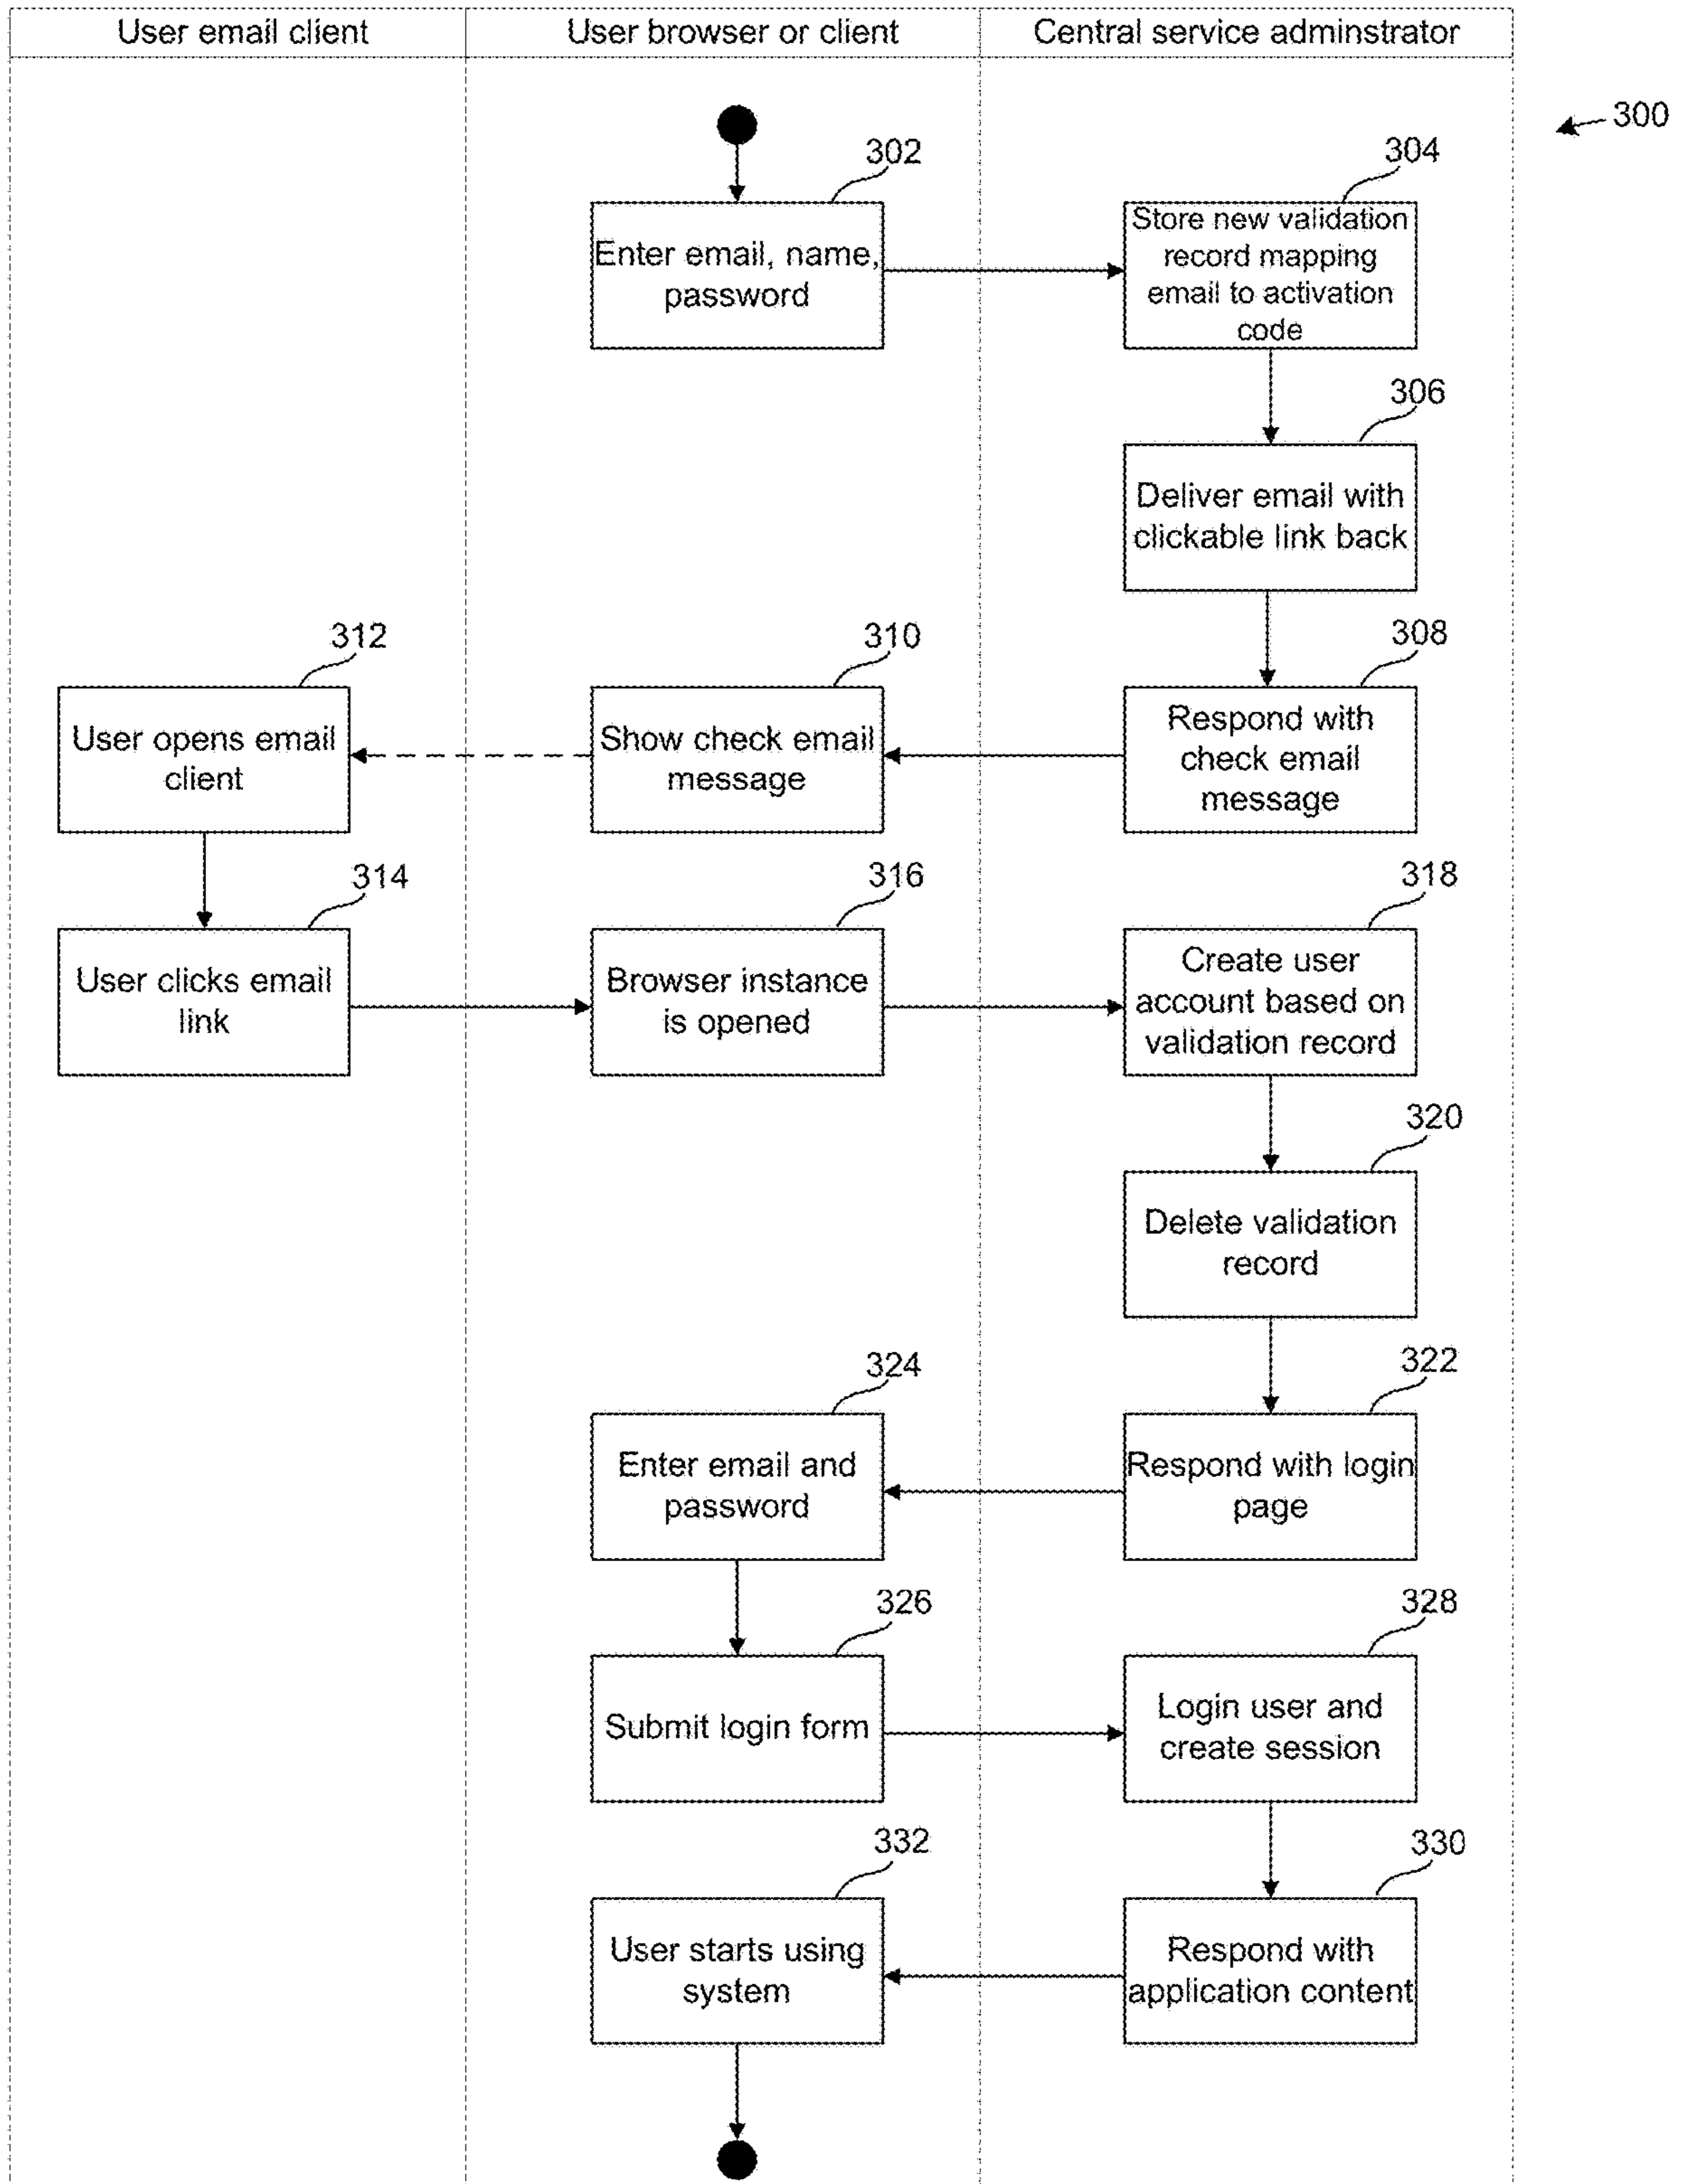 User email client
User browser or client
Central service adminstrator
300
302
304
Enter email, name,
password
Store new validation
record mapping
email to activation
code
306
Deliver email with
clickable link back
312
310
308
User opens email
client
Show check email
message
Respond with
check email
message
314
316
318
User clicks email
link
Browser instance
is opened
Create user
account based on
validation record
320
Delete validation
record
324
322
Enter email and
password
Respond with login
page
326
328
Submit login form
Login user and
create session
332
330
User starts using
system
Respond with
application content